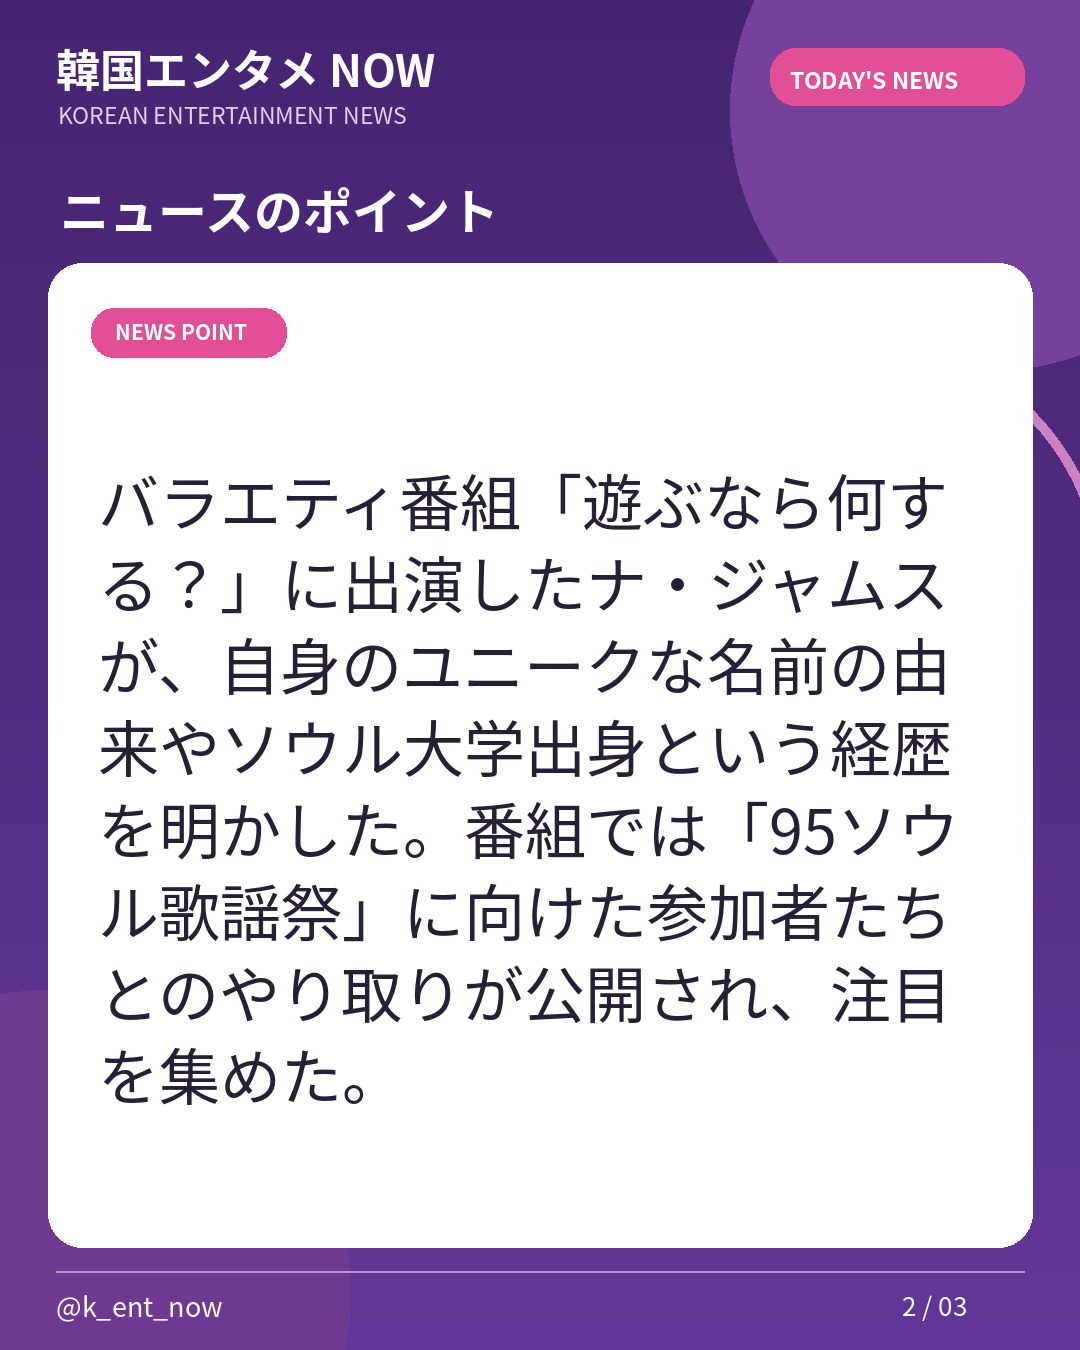 韓国エンタメ NOW
KOREAN ENTERTAINMENT NEWS
TODAY'S NEWS
ニュースのポイント
NEWS POINT
バラエティ番組「遊ぶなら何す
る？」に出演したナ・ジャムス
が、自身のユニークな名前の由
来やソウル大学出身という経歴
を明かした。番組では「95ソウ
ル歌謡祭」に向けた参加者たち
とのやり取りが公開され、注目
を集めた。
@k_ent_now
2 / 03